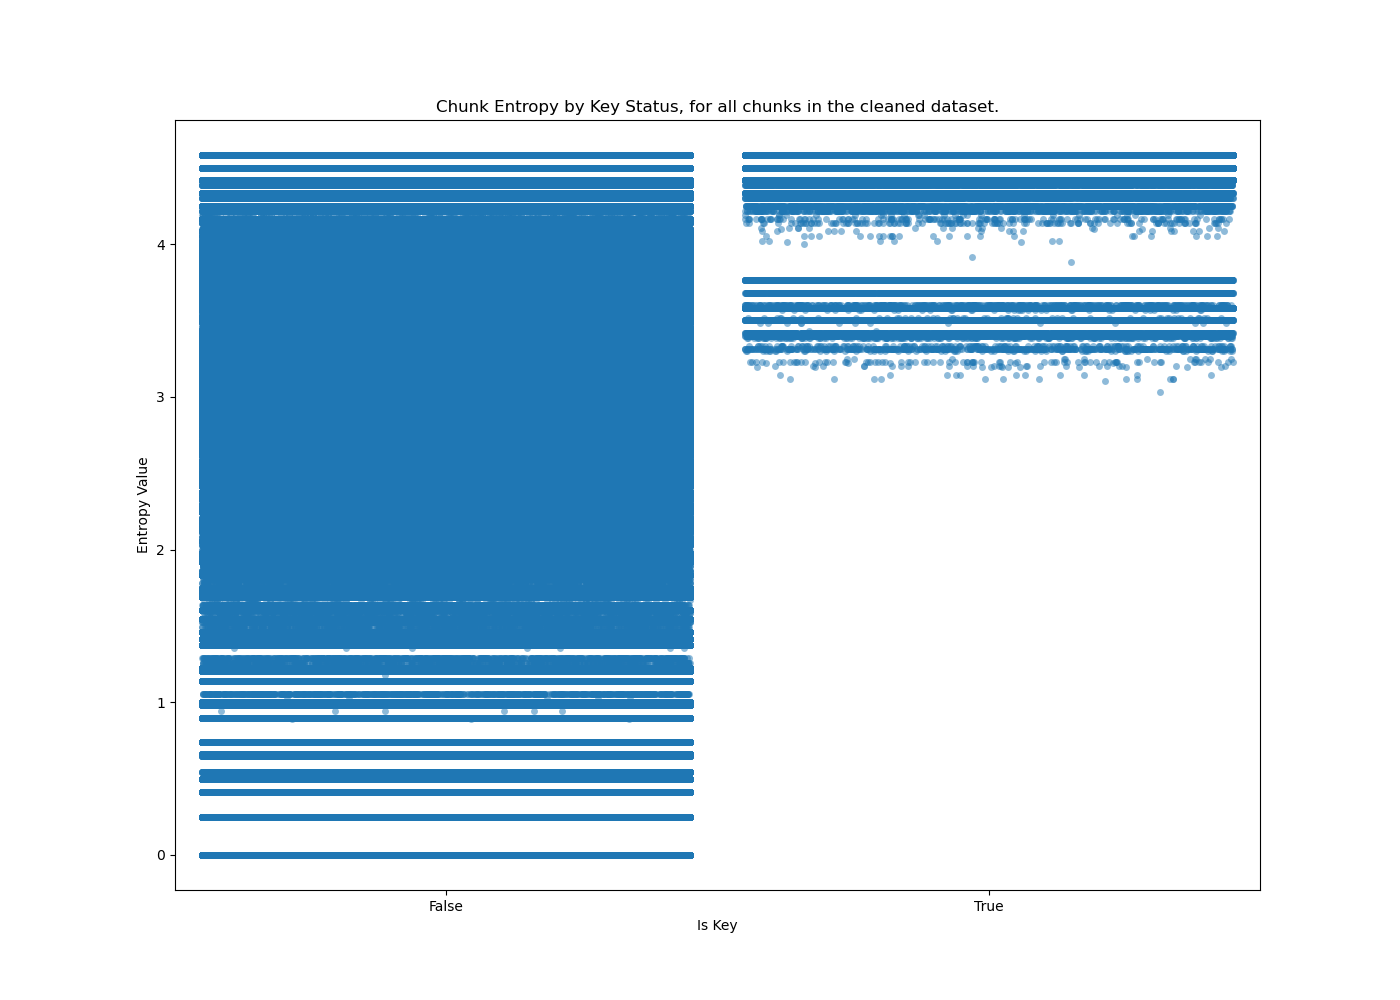 Chunk Entropy by Key Status, for all chunks in the cleaned dataset.
Entropy Value
4
3
2
1
0
False
True
Is Key